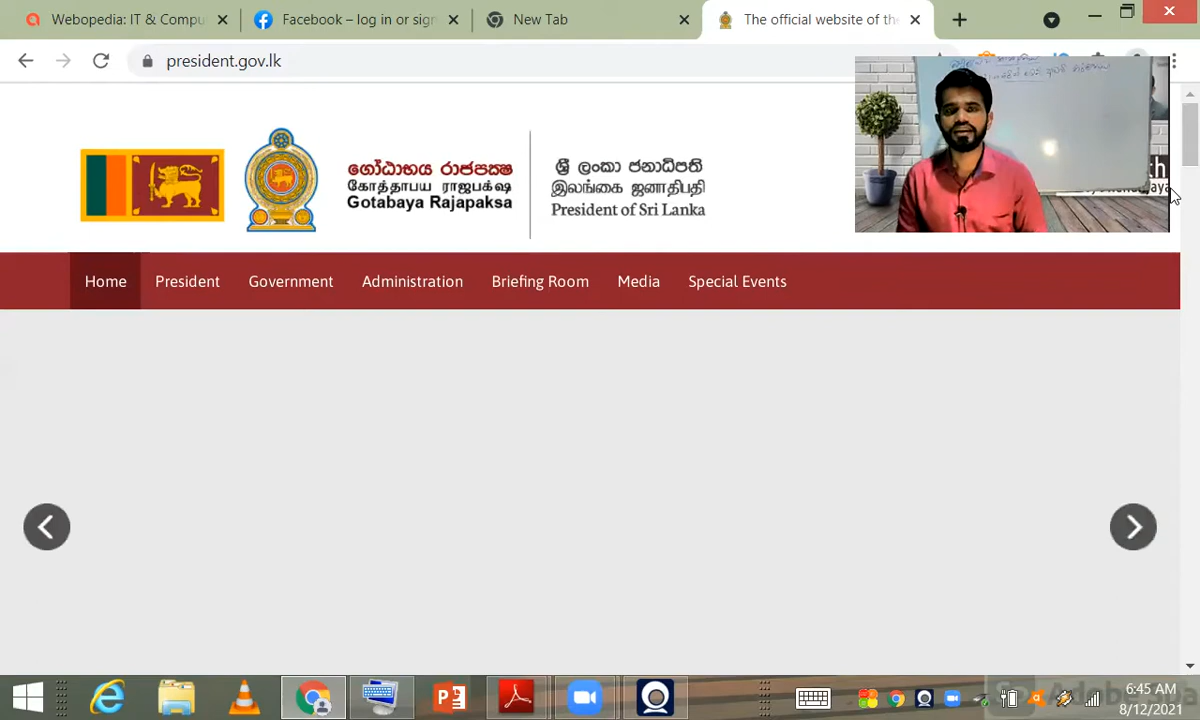 Webopedia: IT & Compu
Facebook – log in or sign
New Tab
The official website of the
president.gov.lk
ගෝඨාභය රාජපක්ෂ
கோத்தாபய ராஜபக்ஷ
Gotabaya Rajapaksa
ශ්‍රී ලංකා ජනාධිපති
இலங்கை ஜனாதிபதி
President of Sri Lanka
Home
President
Government
Administration
Briefing Room
Media
Special Events
6:45 AM
8/12/2021